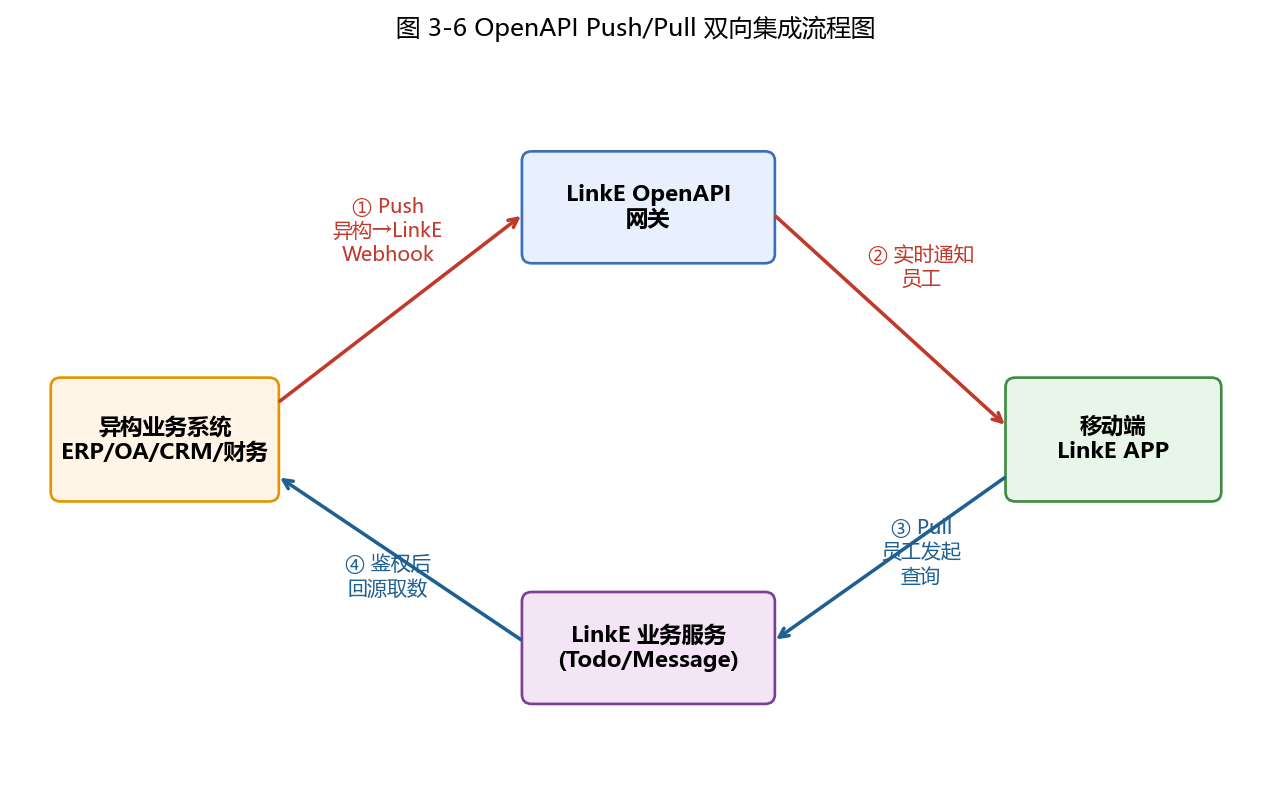 图 3-6 OpenAPI Push/Pull 双向集成流程图
LinkE OpenAPI
网关
① Push
异构→LinkE
Webhook
② 实时通知
员工
异构业务系统
ERP/OA/CRM/财务
移动端
LinkE APP
③ Pull
员工发起
查询
④ 鉴权后
回源取数
LinkE 业务服务
(Todo/Message)